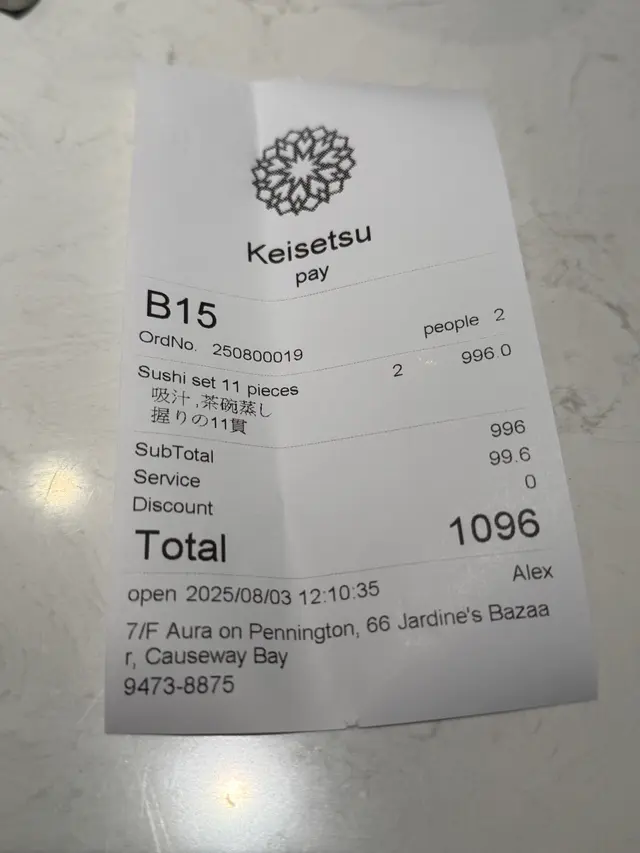 Keisetsu
pay
B15
people 2
OrdNo. 250800019
Sushi set 11 pieces 2 996.0
吸汁,茶碗蒸し
握りの11貫
SubTotal 996
Service 99.6
Discount 0
Total 1096
open 2025/08/03 12:10:35 Alex
7/F Aura on Pennington, 66 Jardine's Bazaa
r, Causeway Bay
9473-8875